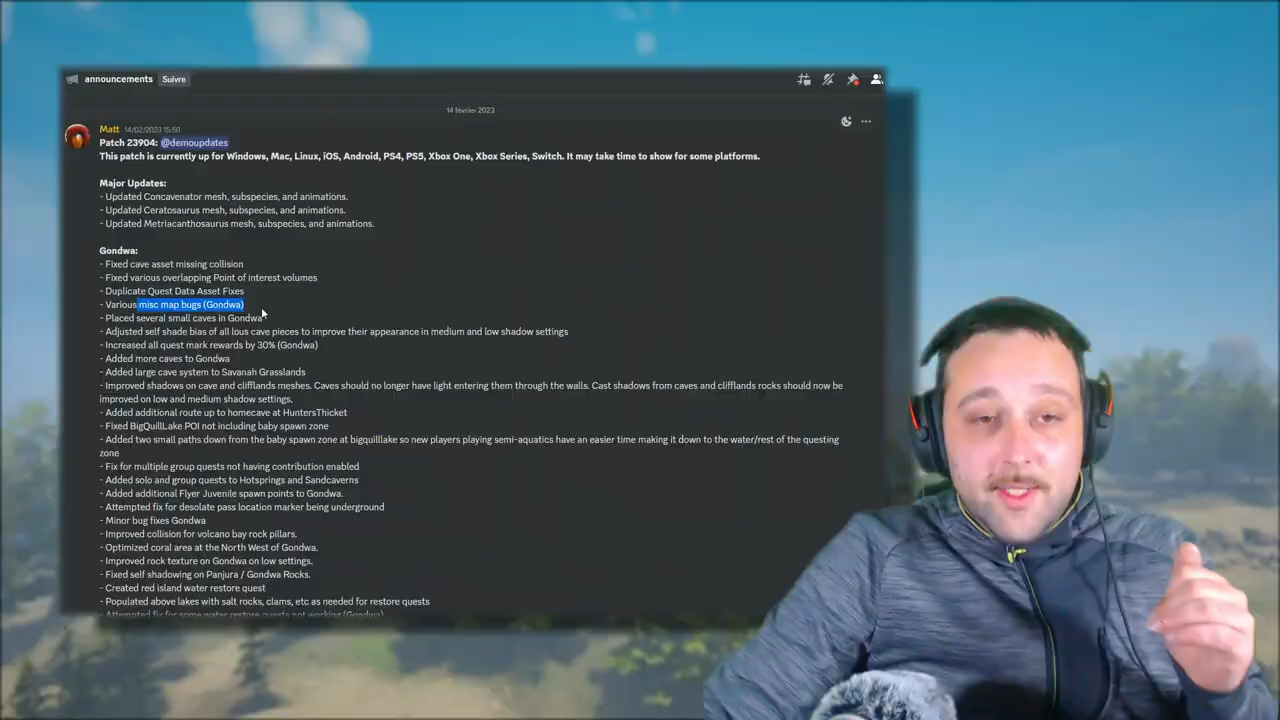 announcements Suivre
14 février 2023
Matt 14/02/2023 15:50
Patch 23904: @demoupdates
This patch is currently up for Windows, Mac, Linux, iOS, Android, PS4, PS5, Xbox One, Xbox Series, Switch. It may take time to show for some platforms.
Major Updates:
- Updated Concavenator mesh, subspecies, and animations.
- Updated Ceratosaurus mesh, subspecies, and animations.
- Updated Metriacanthosaurus mesh, subspecies, and animations.
Gondwa:
- Fixed cave asset missing collision
- Fixed various overlapping Point of interest volumes
- Duplicate Quest Data Asset Fixes
- Various misc map bugs (Gondwa)
- Placed several small caves in Gondwa
- Adjusted self shade bias of all lous cave pieces to improve their appearance in medium and low shadow settings
- Increased all quest mark rewards by 30% (Gondwa)
- Added more caves to Gondwa
- Added large cave system to Savanah Grasslands
- Improved shadows on cave and clifflands meshes. Caves should no longer have light entering them through the walls. Cast shadows from caves and clifflands rocks should now be
improved on low and medium shadow settings.
- Added additional route up to homecave at HuntersThicket
- Fixed BigQuillLake POI not including baby spawn zone
- Added two small paths down from the baby spawn zone at bigquilllake so new players playing semi-aquatics have an easier time making it down to the water/rest of the questing
zone
- Fix for multiple group quests not having contribution enabled
- Added solo and group quests to Hotsprings and Sandcaverns
- Added additional Flyer Juvenile spawn points to Gondwa.
- Attempted fix for desolate pass location marker being underground
- Minor bug fixes Gondwa
- Improved collision for volcano bay rock pillars.
- Optimized coral area at the North West of Gondwa.
- Improved rock texture on Gondwa on low settings.
- Fixed self shadowing on Panjura / Gondwa Rocks.
- Created red island water restore quest
- Populated above lakes with salt rocks, clams, etc as needed for restore quests
- Attempted fix for some water restore quests not working (Gondwa)